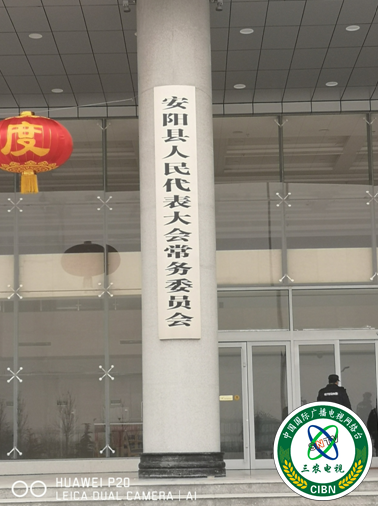 安阳县人民代表大会常务委员会
度
HUAWEI P20
LEICA DUAL CAMERA | AI
中国国际广播电视网络台
三农电视
CIBN